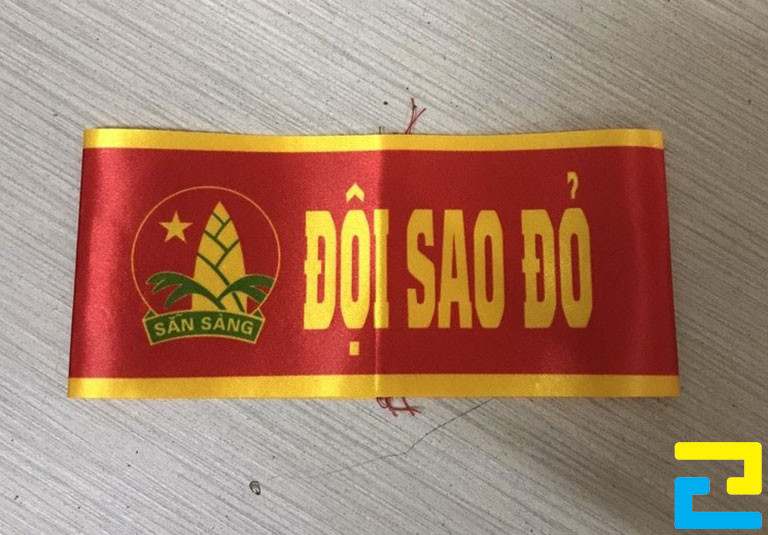 ĐỘI SAO ĐỎ
SẴN SÀNG